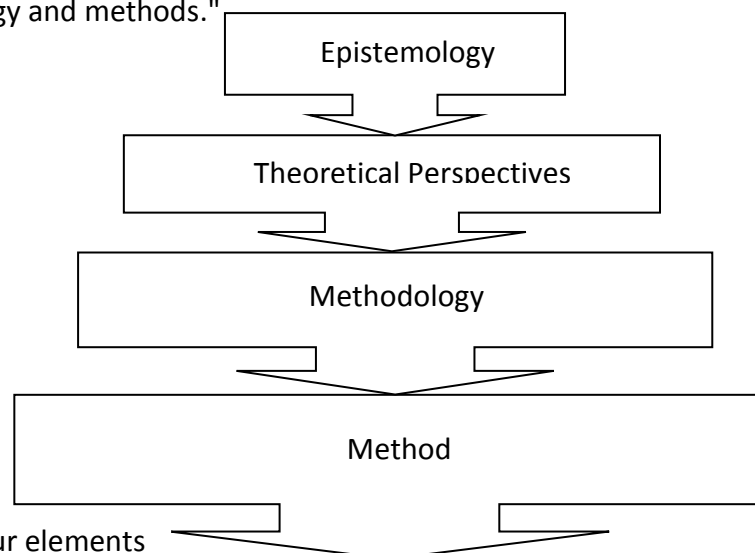 gy and methods."
Epistemology
Theoretical Perspectives
Methodology
Method
ur elements